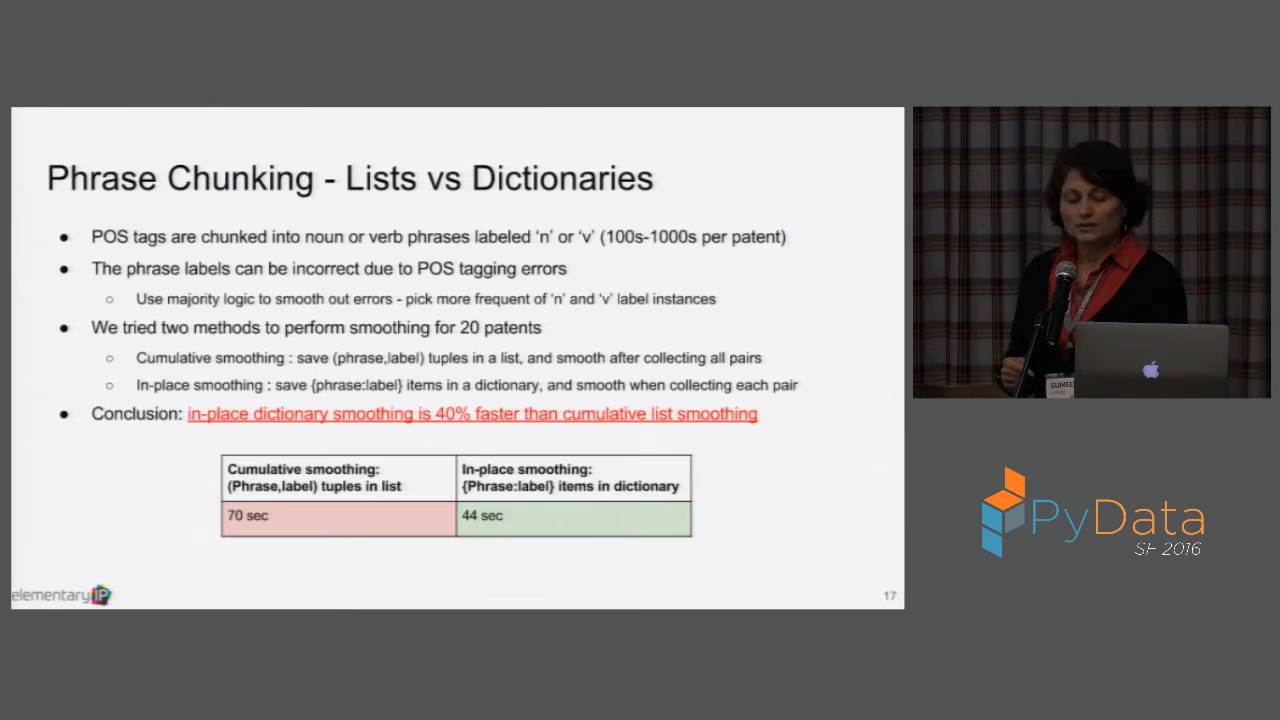 Phrase Chunking - Lists vs Dictionaries
● POS tags are chunked into noun or verb phrases labeled ‘n’ or ‘v’ (100s-1000s per patent)
● The phrase labels can be incorrect due to POS tagging errors
○ Use majority logic to smooth out errors - pick more frequent of ‘n’ and ‘v’ label instances
● We tried two methods to perform smoothing for 20 patents
○ Cumulative smoothing : save (phrase,label) tuples in a list, and smooth after collecting all pairs
○ In-place smoothing : save {phrase:label} items in a dictionary, and smooth when collecting each pair
● Conclusion: in-place dictionary smoothing is 40% faster than cumulative list smoothing
Cumulative smoothing:
(Phrase,label) tuples in list
In-place smoothing:
{Phrase:label} items in dictionary
70 sec
44 sec
elementaryIP
17
SUMEE
PyData
SF 2016